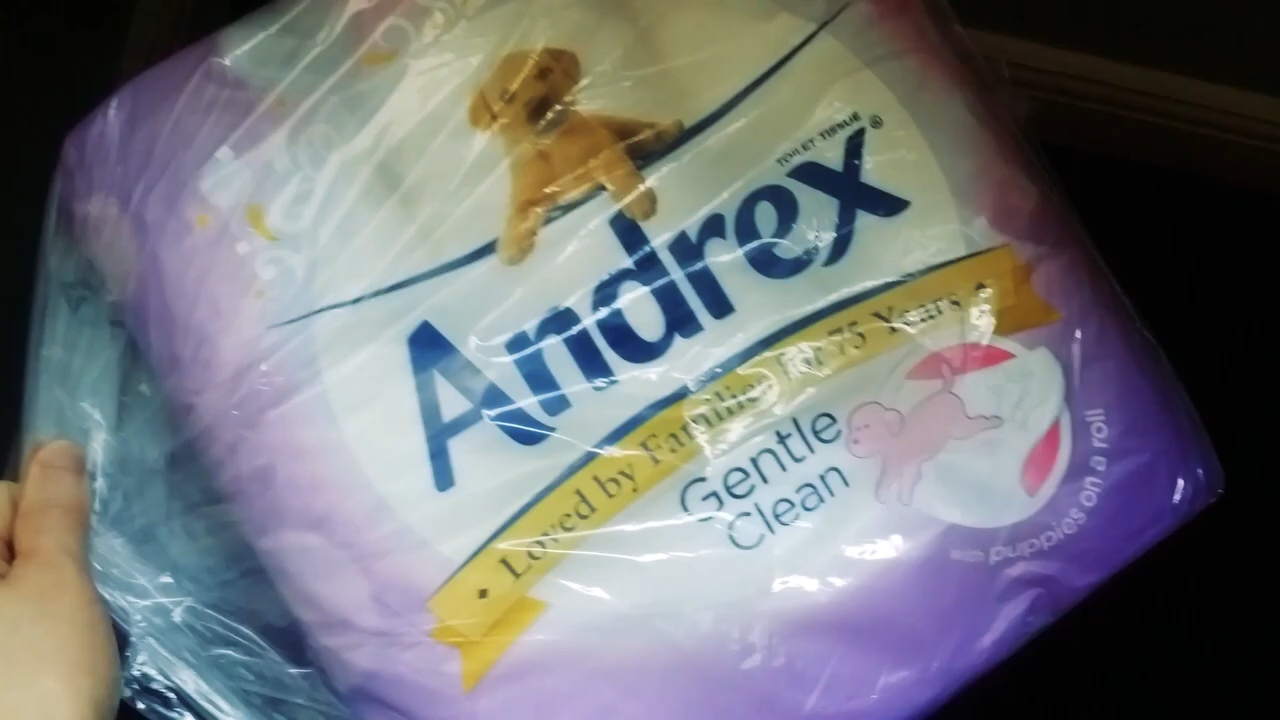 TOILET TISSUE
Andrex®
Loved by Families for 75 Years
Gentle
Clean
with puppies on a roll